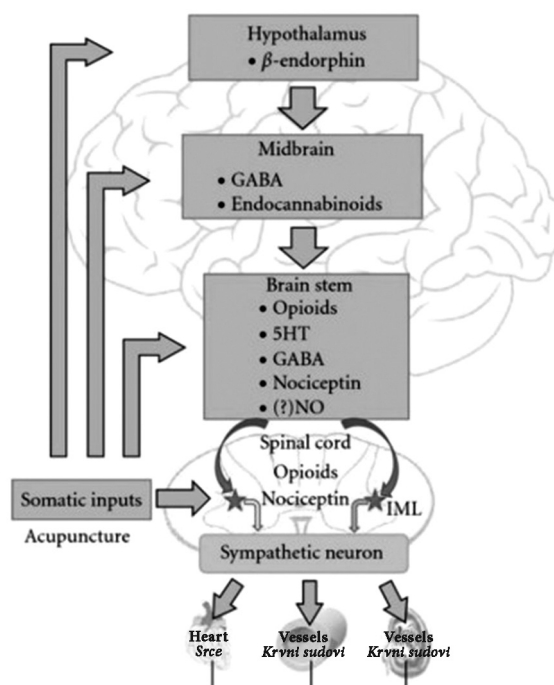 Hypothalamus
• β-endorphin
Midbrain
• GABA
• Endocannabinoids
Brain stem
• Opioids
• 5HT
• GABA
• Nociceptin
• (?)NO
Spinal cord
Opioids
Nociceptin
IML
Somatic inputs
Acupuncture
Sympathetic neuron
Heart
Srce
Vessels
Krvni sudovi
Vessels
Krvni sudovi